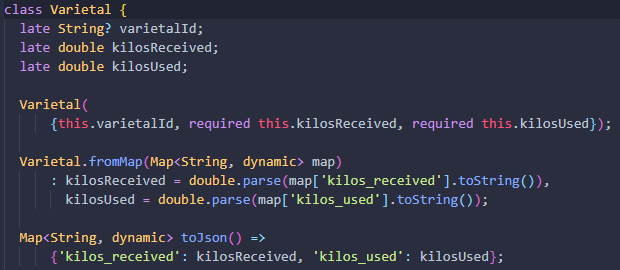 class Varietal {
  late String? varietalId;
  late double kilosReceived;
  late double kilosUsed;

  Varietal(
      {this.varietalId, required this.kilosReceived, required this.kilosUsed});

  Varietal.fromMap(Map<String, dynamic> map)
      : kilosReceived = double.parse(map['kilos_received'].toString()),
        kilosUsed = double.parse(map['kilos_used'].toString());

  Map<String, dynamic> toJson() =>
      {'kilos_received': kilosReceived, 'kilos_used': kilosUsed};